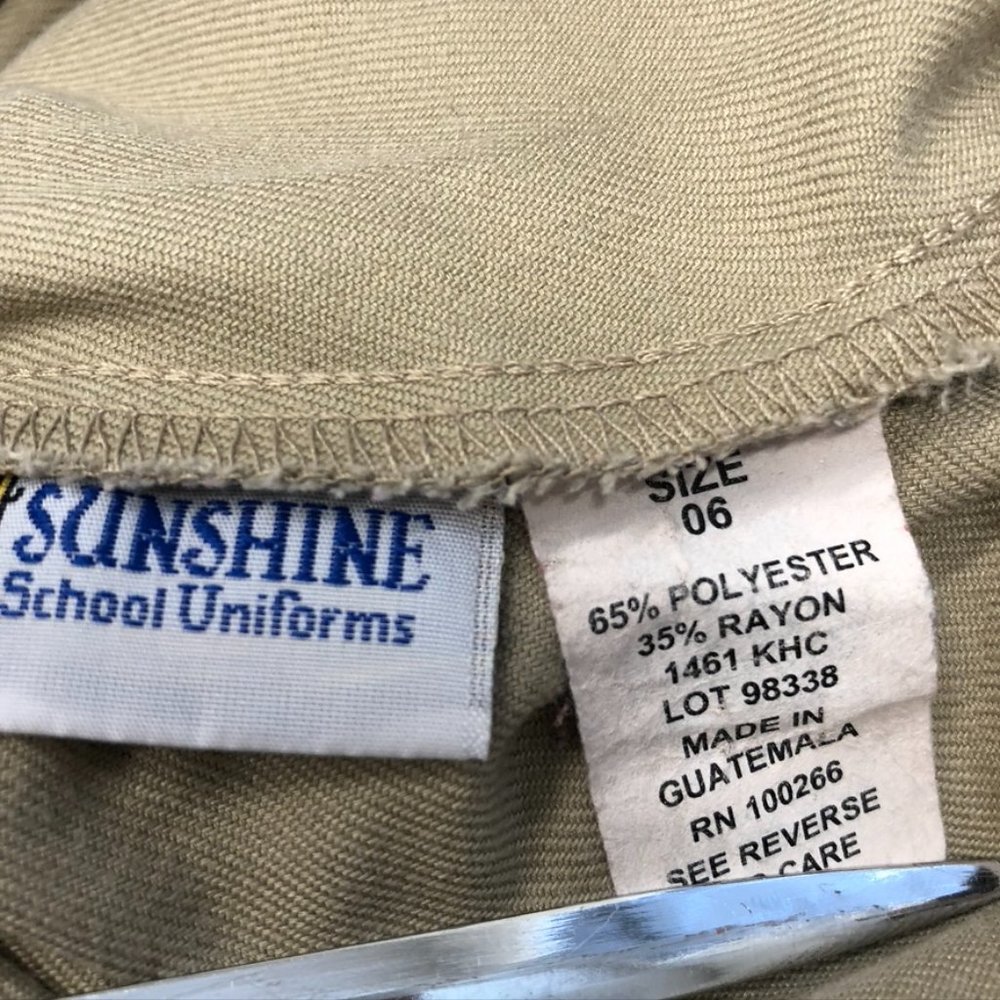 SUNSHINE
School Uniforms
SIZE
06
65% POLYESTER
35% RAYON
1461 KHC
LOT 98338
MADE IN
GUATEMALA
RN 100266
SEE REVERSE
CARE